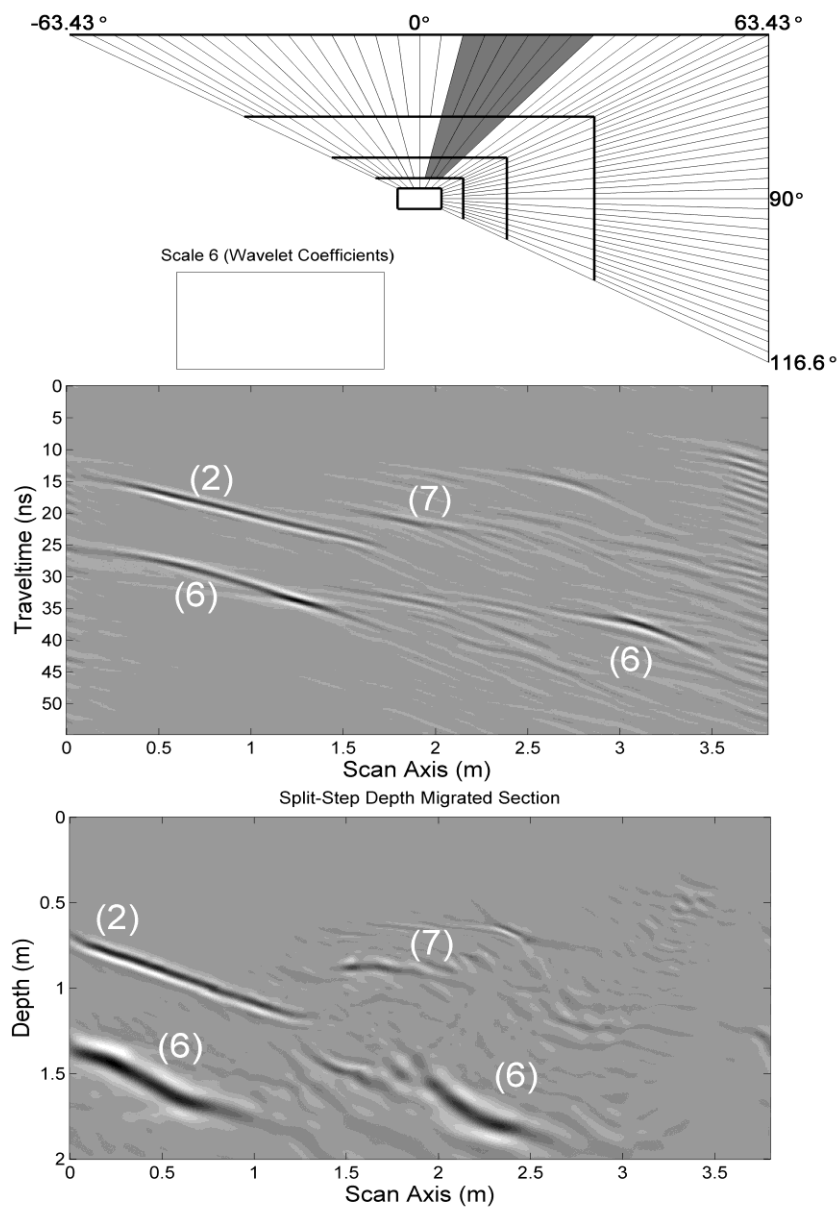 -63.43° 0° 63.43°
90°
Scale 6 (Wavelet Coefficients)
116.6°
0
5
10
15
20
25
30
35
40
45
50
Traveltime (ns)
(2)
(7)
(6)
(6)
0 0.5 1 1.5 2 2.5 3 3.5
Scan Axis (m)
Split-Step Depth Migrated Section
0
0.5
1
1.5
2
Depth (m)
(2)
(7)
(6)
(6)
0 0.5 1 1.5 2 2.5 3 3.5
Scan Axis (m)